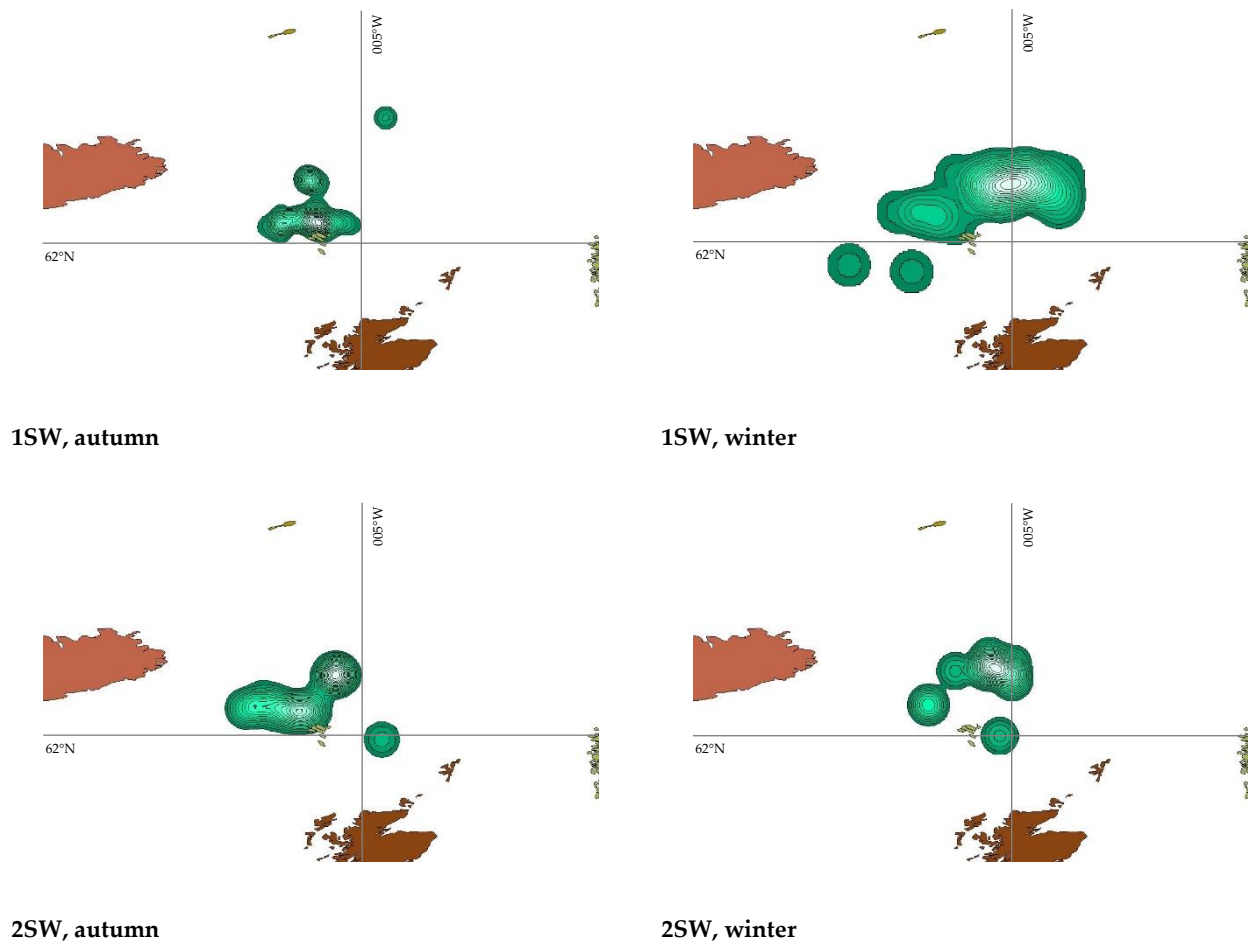 005°W
62°N
005°W
62°N
1SW, autumn
1SW, winter
005°W
62°N
005°W
62°N
2SW, autumn
2SW, winter